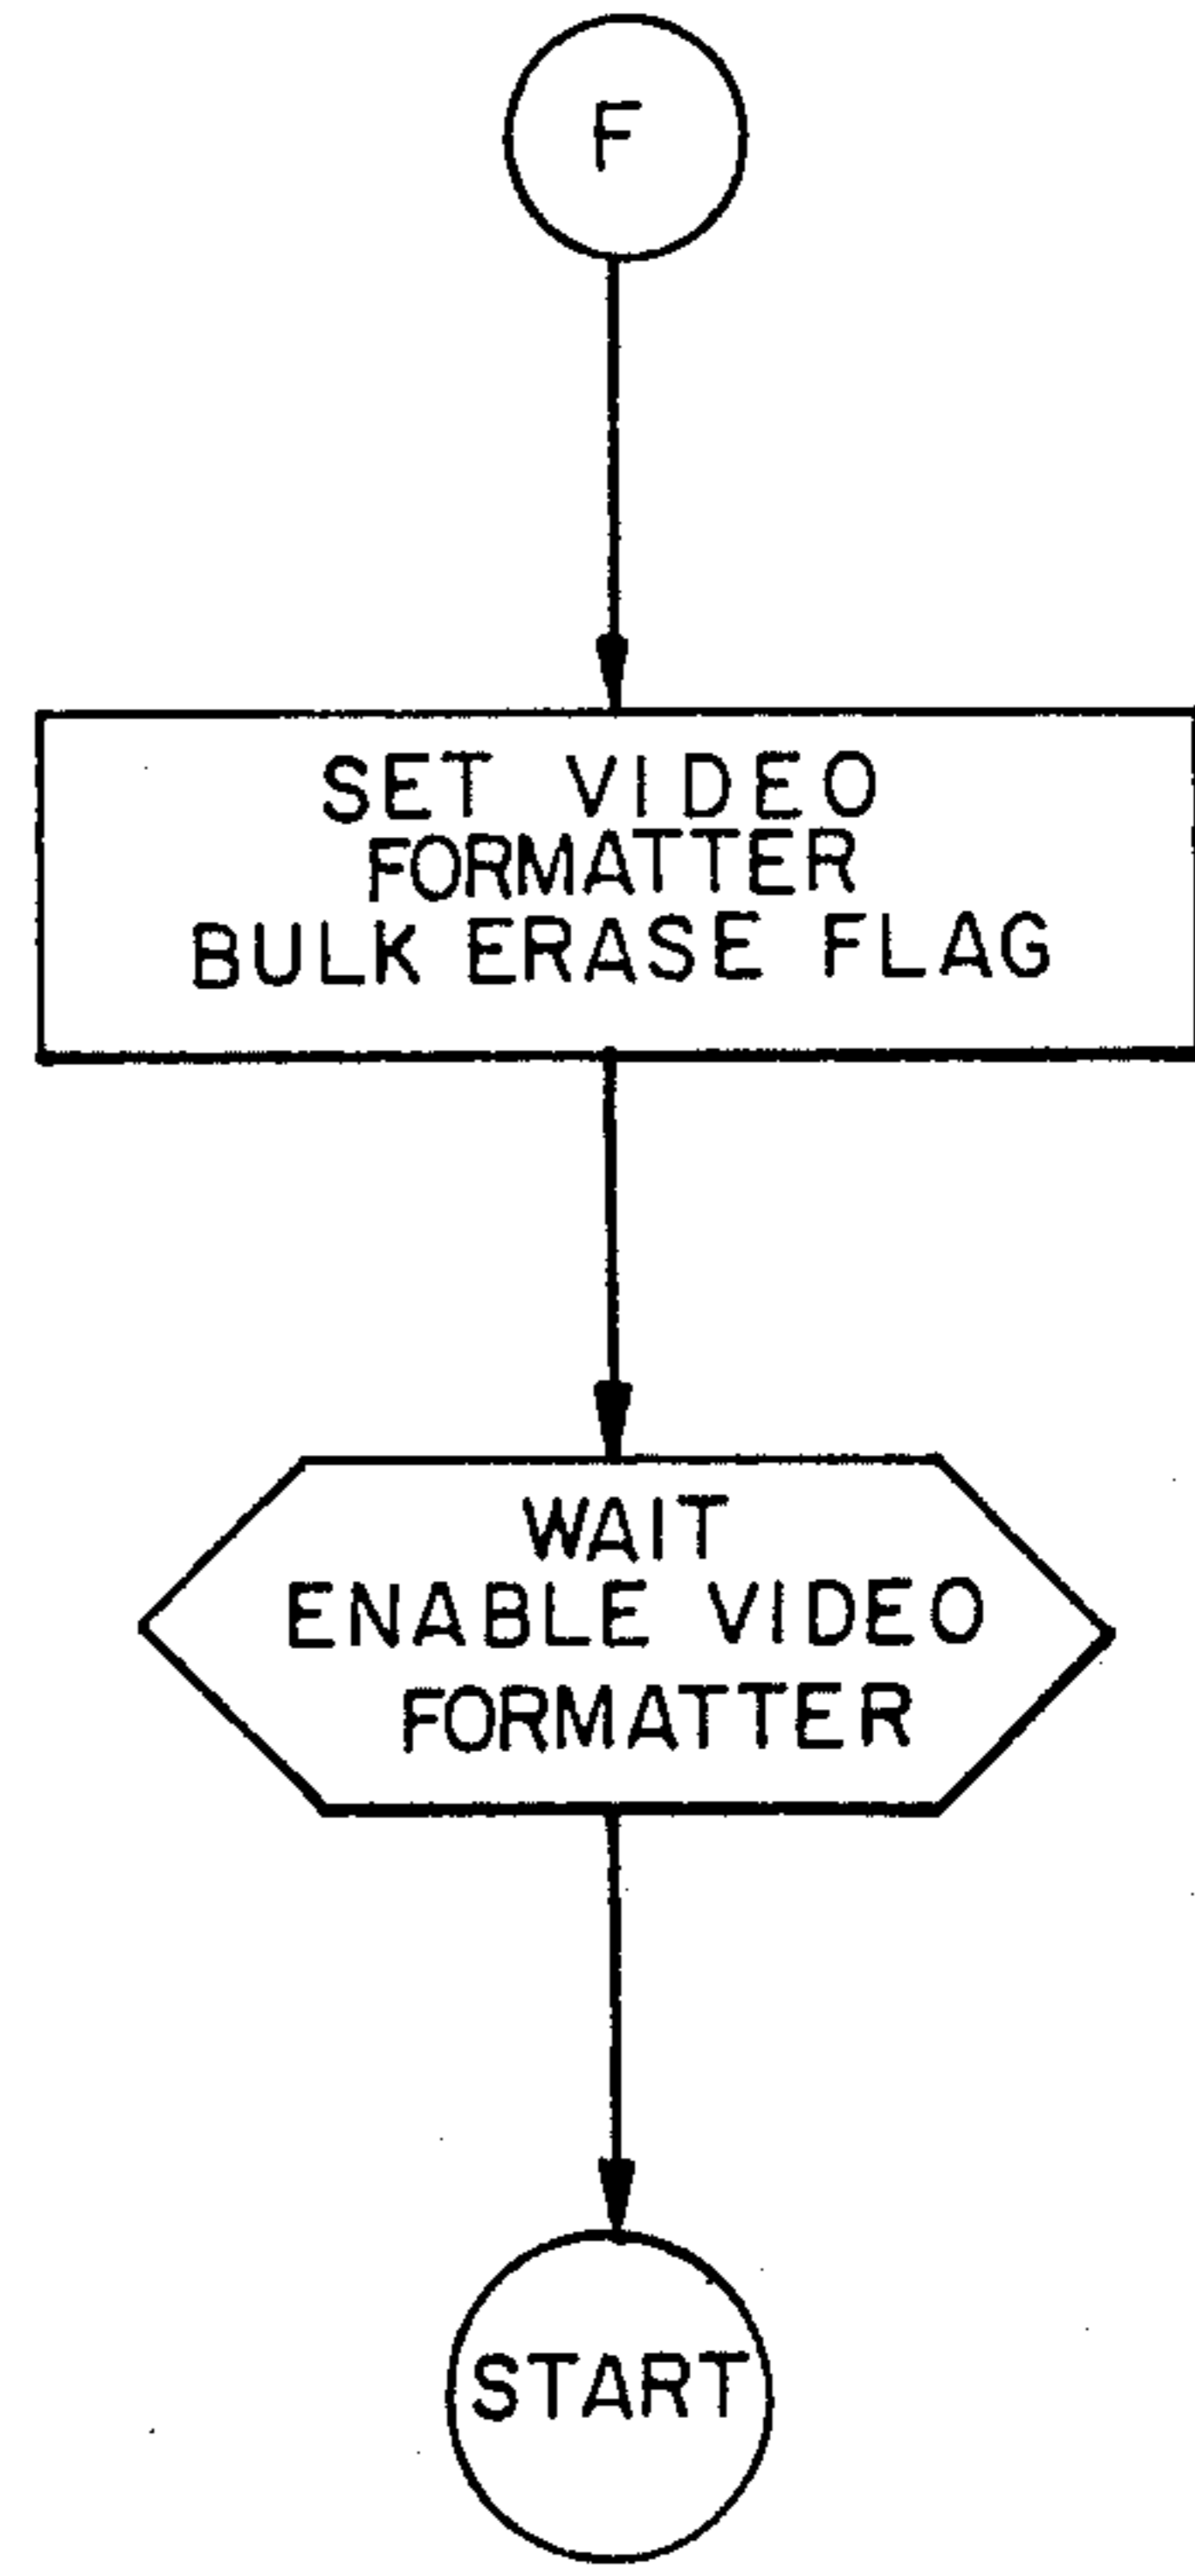 F
SET VIDEO
FORMATTER
BULK ERASE FLAG
WAIT
ENABLE VIDEO
FORMATTER
START